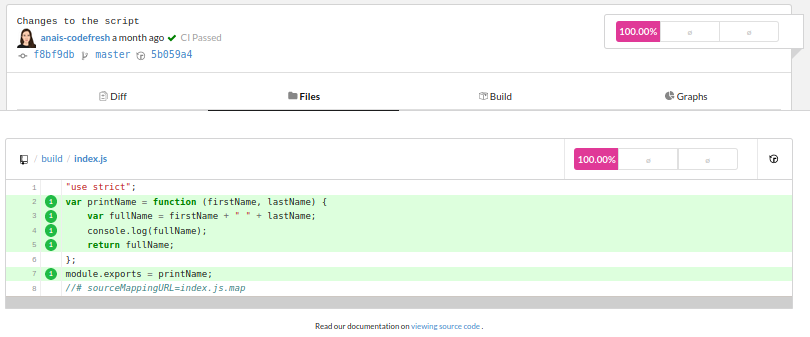 Changes to the script
anais-codefresh a month ago ✔ CI Passed
f8bf9db master 5b059a4
100.00% ø ø
Diff Files Build Graphs
/ build / index.js
100.00% ø ø
1 "use strict";
2 1 var printName = function (firstName, lastName) {
3 1 var fullName = firstName + " " + lastName;
4 1 console.log(fullName);
5 1 return fullName;
6 };
7 1 module.exports = printName;
8 //# sourceMappingURL=index.js.map
Read our documentation on viewing source code .